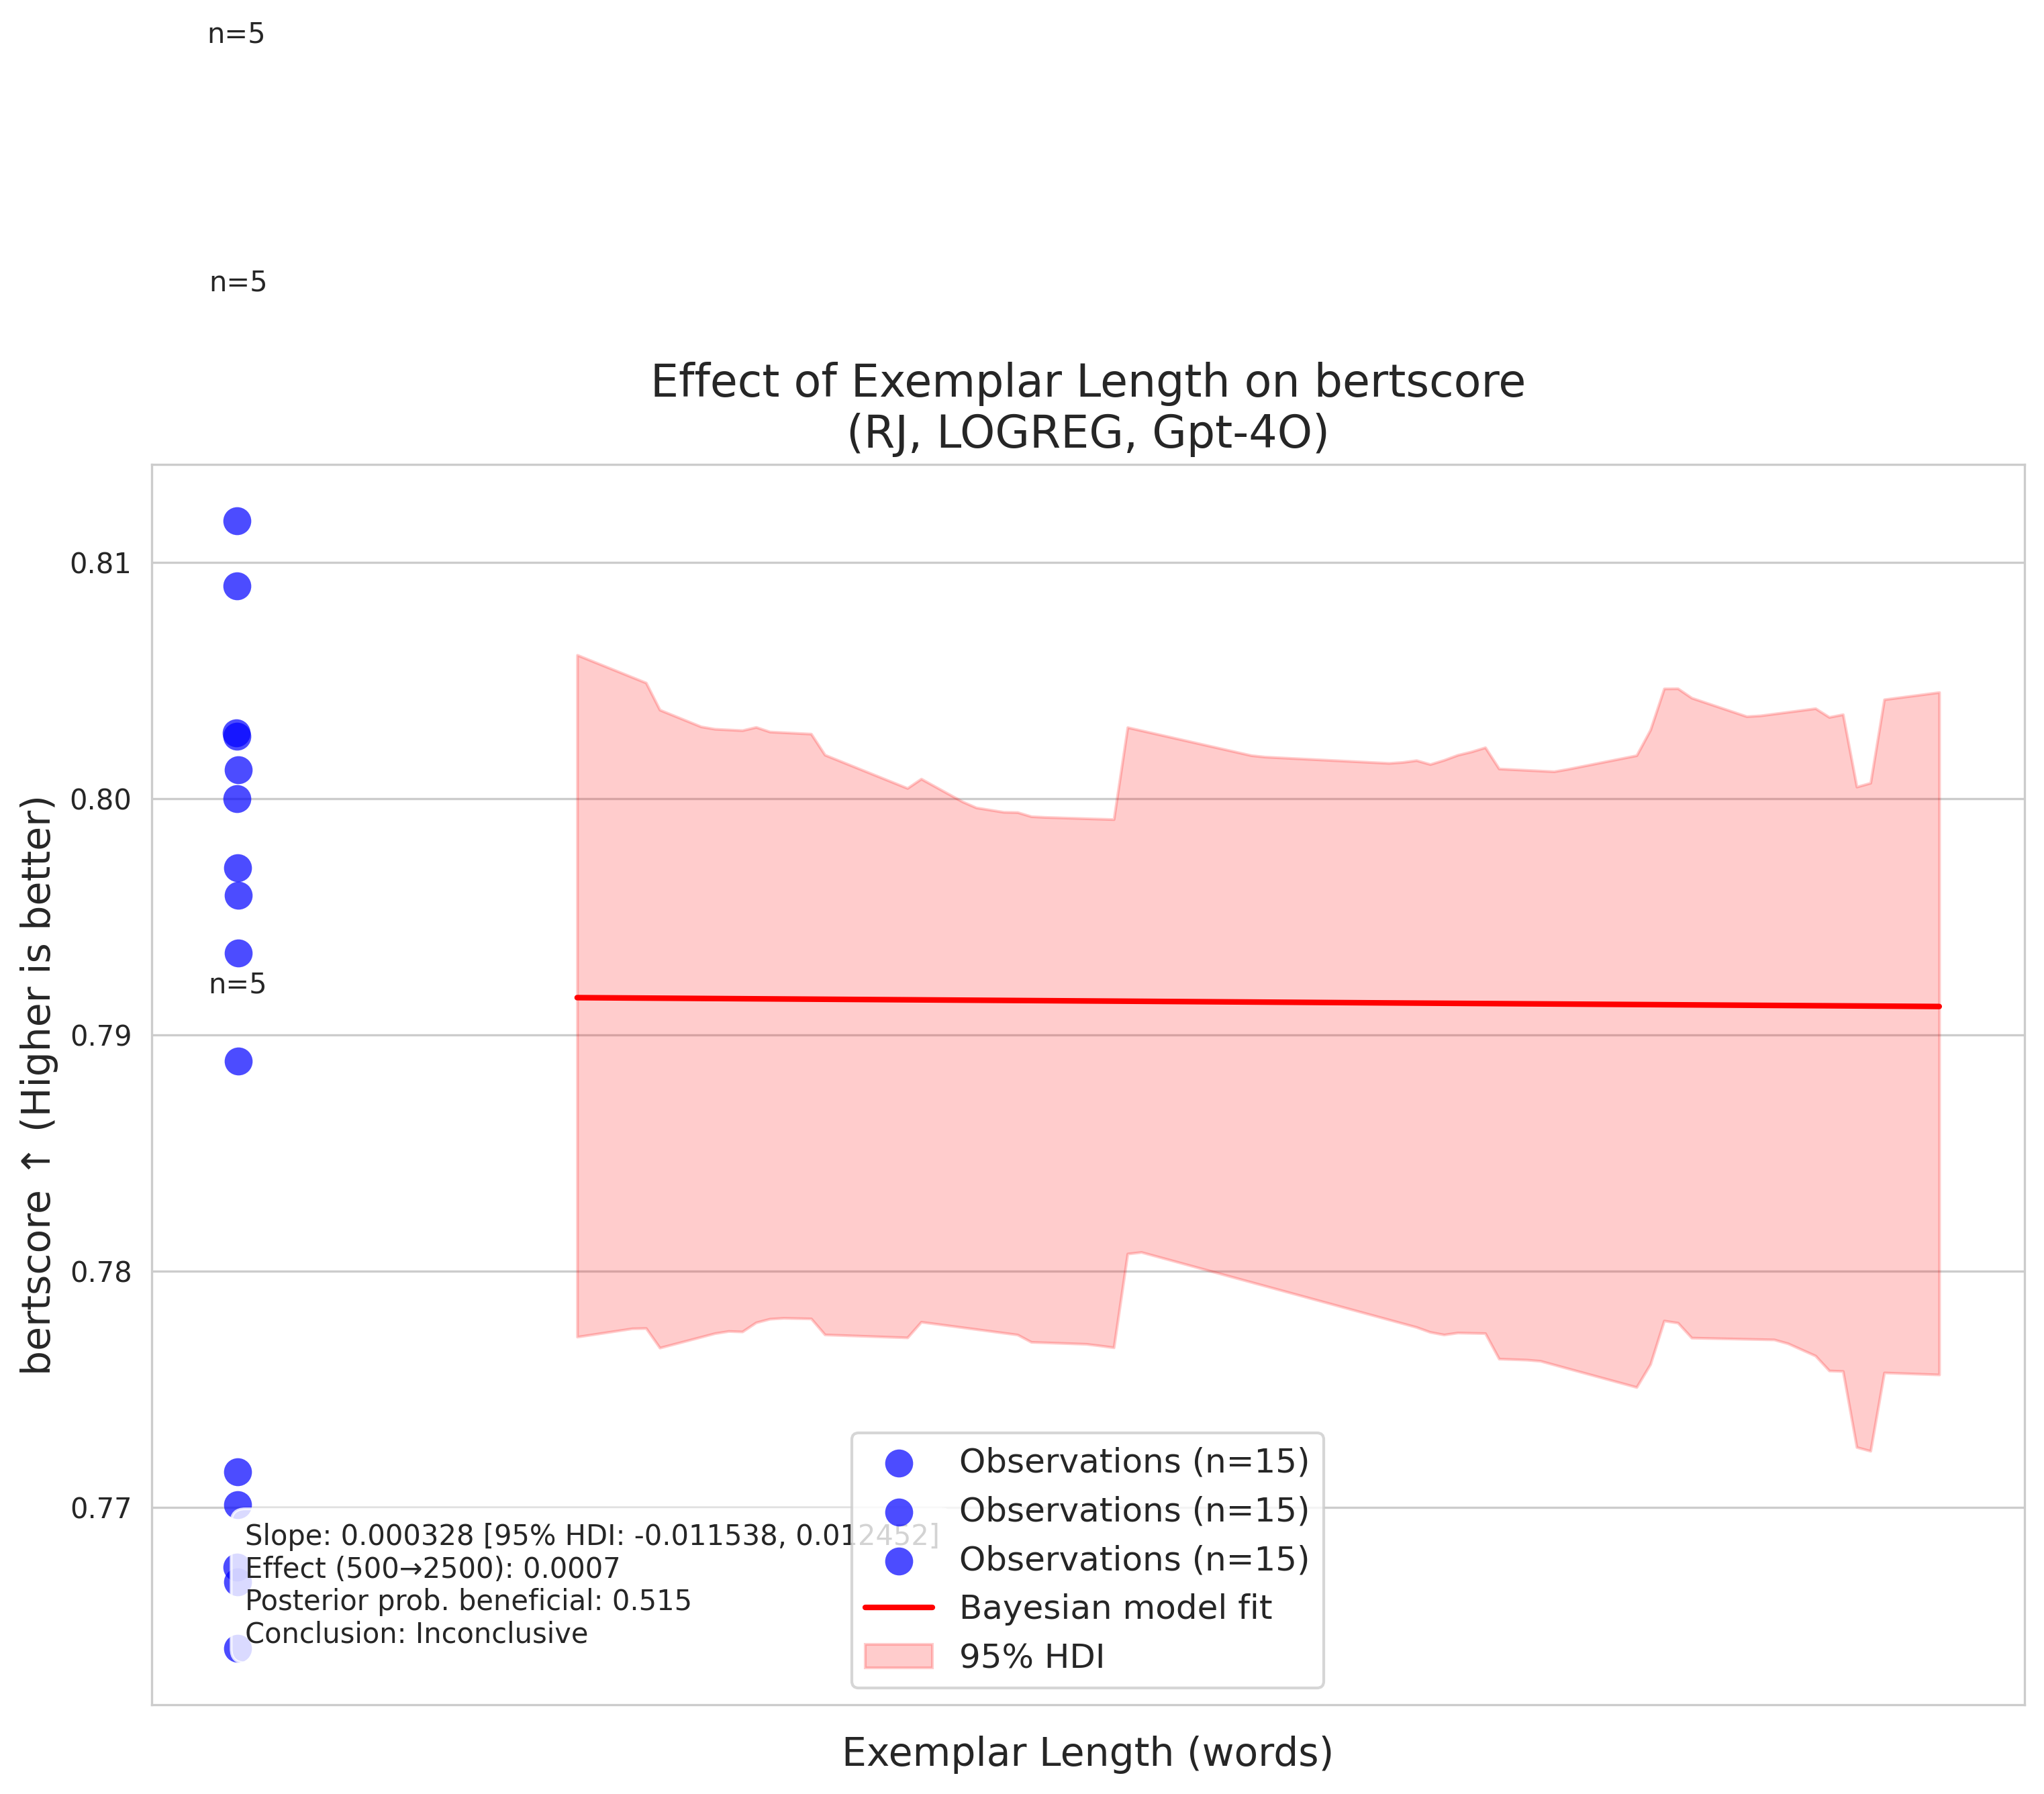 n=5
n=5
Effect of Exemplar Length on bertscore
(RJ, LOGREG, Gpt-4O)
0.81
0.80
n=5
0.79
0.78
0.77
bertscore ↑ (Higher is better)
Slope: 0.000328 [95% HDI: -0.011538, 0.012452]
Effect (500→2500): 0.0007
Posterior prob. beneficial: 0.515
Conclusion: Inconclusive
Observations (n=15)
Observations (n=15)
Observations (n=15)
Bayesian model fit
95% HDI
Exemplar Length (words)